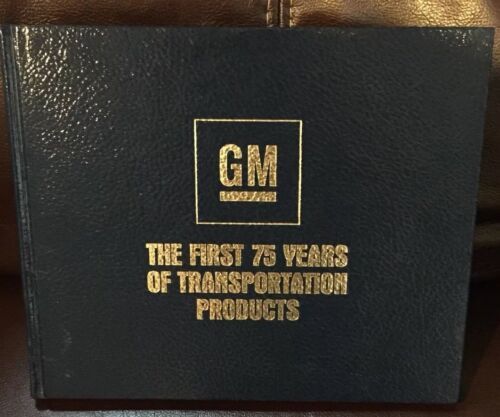 GM
THE FIRST 75 YEARS
OF TRANSPORTATION
PRODUCTS